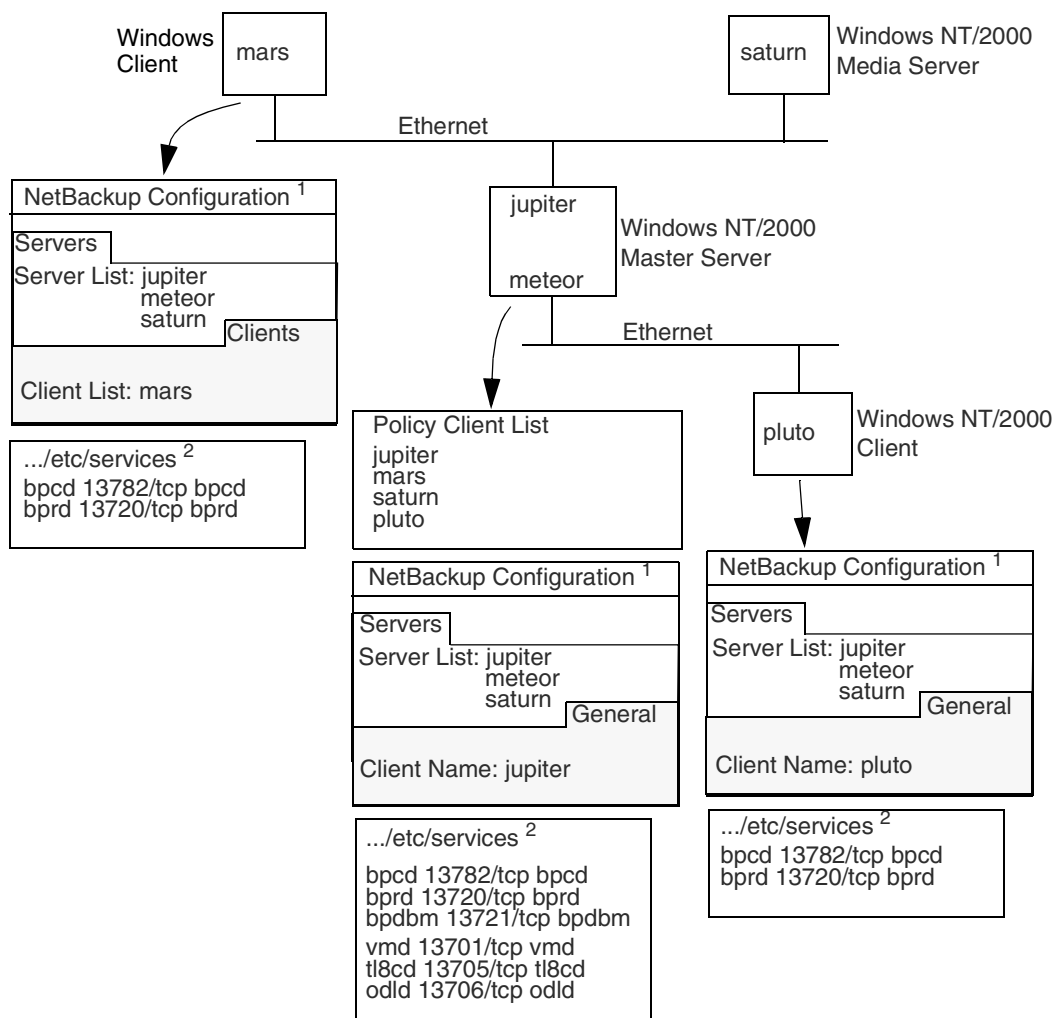 Windows
Client
mars
saturn
Windows NT/2000
Media Server
Ethernet
NetBackup Configuration 1
Servers
Server List: jupiter
meteor
saturn
Clients
Client List: mars
.../etc/services 2
bpcd 13782/tcp bpcd
bprd 13720/tcp bprd
jupiter
meteor
Windows NT/2000
Master Server
Ethernet
pluto
Windows NT/2000
Client
Policy Client List
jupiter
mars
saturn
pluto
NetBackup Configuration 1
Servers
Server List: jupiter
meteor
saturn
General
Client Name: jupiter
.../etc/services 2
bpcd 13782/tcp bpcd
bprd 13720/tcp bprd
bpdbm 13721/tcp bpdbm
vmd 13701/tcp vmd
tl8cd 13705/tcp tl8cd
odld 13706/tcp odld
NetBackup Configuration 1
Servers
Server List: jupiter
meteor
saturn
General
Client Name: pluto
.../etc/services 2
bpcd 13782/tcp bpcd
bprd 13720/tcp bprd